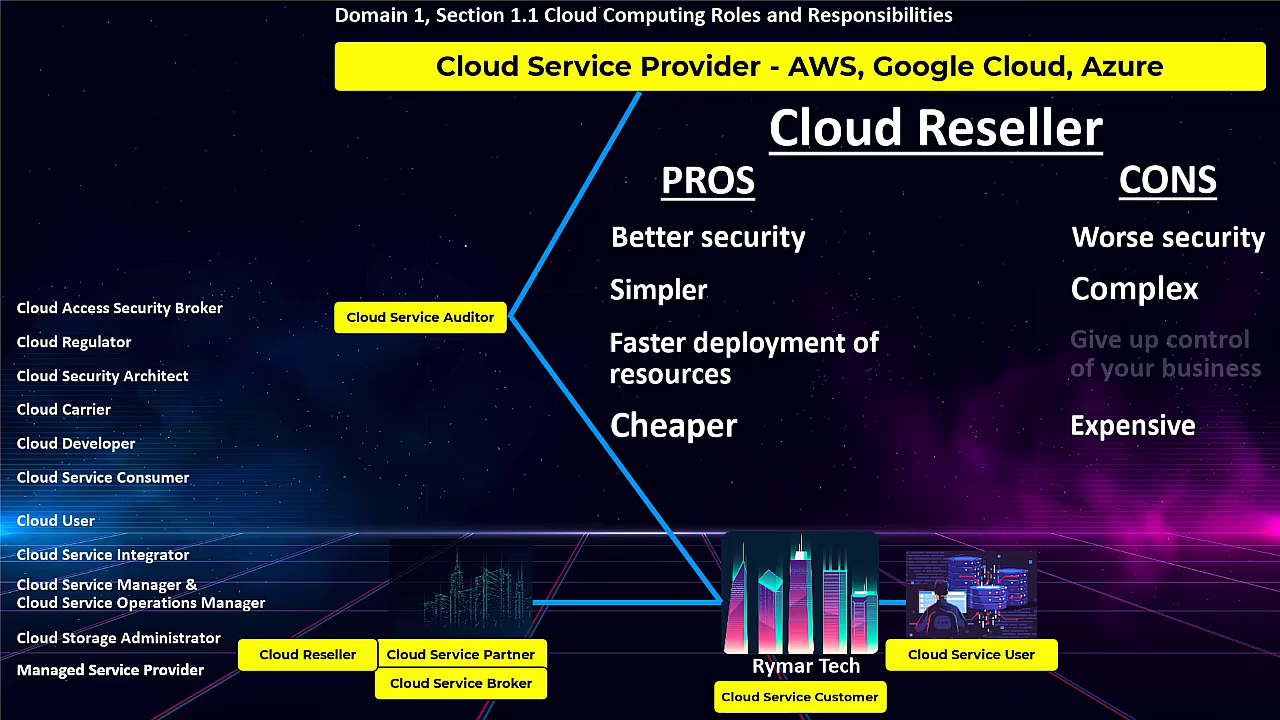 Domain 1, Section 1.1 Cloud Computing Roles and Responsibilities
Cloud Service Provider - AWS, Google Cloud, Azure
Cloud Reseller
PROS
Better security
Simpler
Faster deployment of
resources
Cheaper
CONS
Worse security
Complex
Give up control
of your business
Expensive
Cloud Service Auditor
Cloud Access Security Broker
Cloud Regulator
Cloud Security Architect
Cloud Carrier
Cloud Developer
Cloud Service Consumer
Cloud User
Cloud Service Integrator
Cloud Service Manager &
Cloud Service Operations Manager
Cloud Storage Administrator
Managed Service Provider
Cloud Reseller
Cloud Service Partner
Cloud Service Broker
Rymar Tech
Cloud Service Customer
Cloud Service User